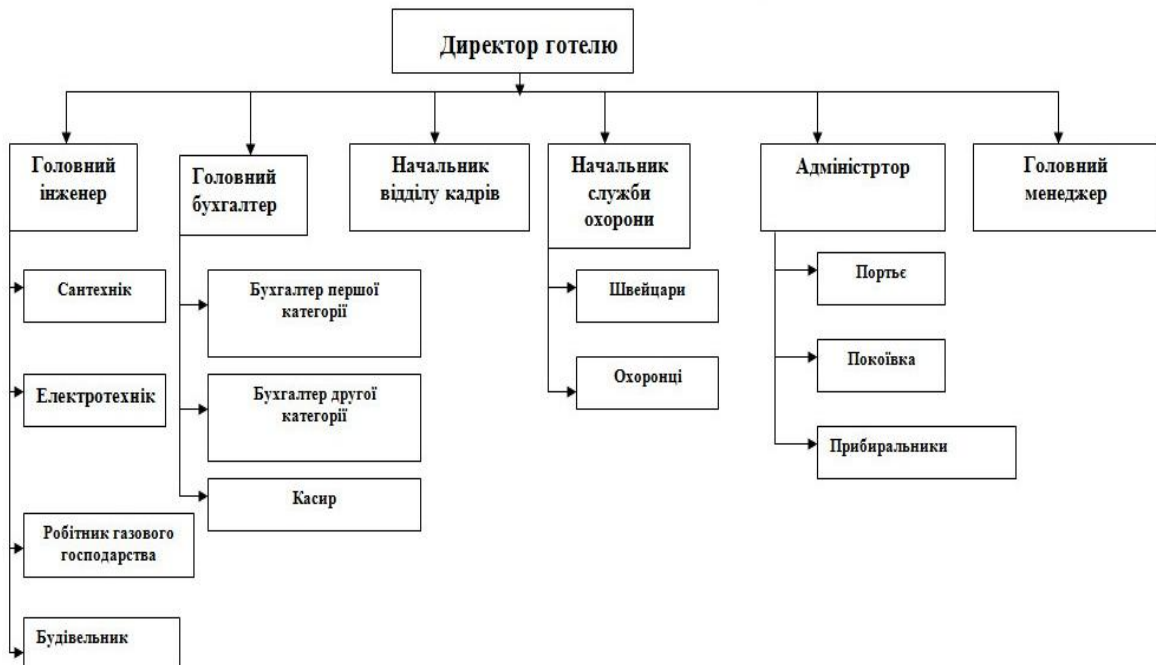 Директор готелю
Головний
інженер
Головний
бухгалтер
Начальник
відділу кадрів
Начальник
служби
охорони
Адміністртор
Головний
менеджер
Сантехнік
Електротехнік
Робітник газового
господарства
Будівельник
Бухгалтер першої
категорії
Бухгалтер другої
категорії
Касир
Швейцари
Охоронці
Портьє
Покоївка
Прибиральники